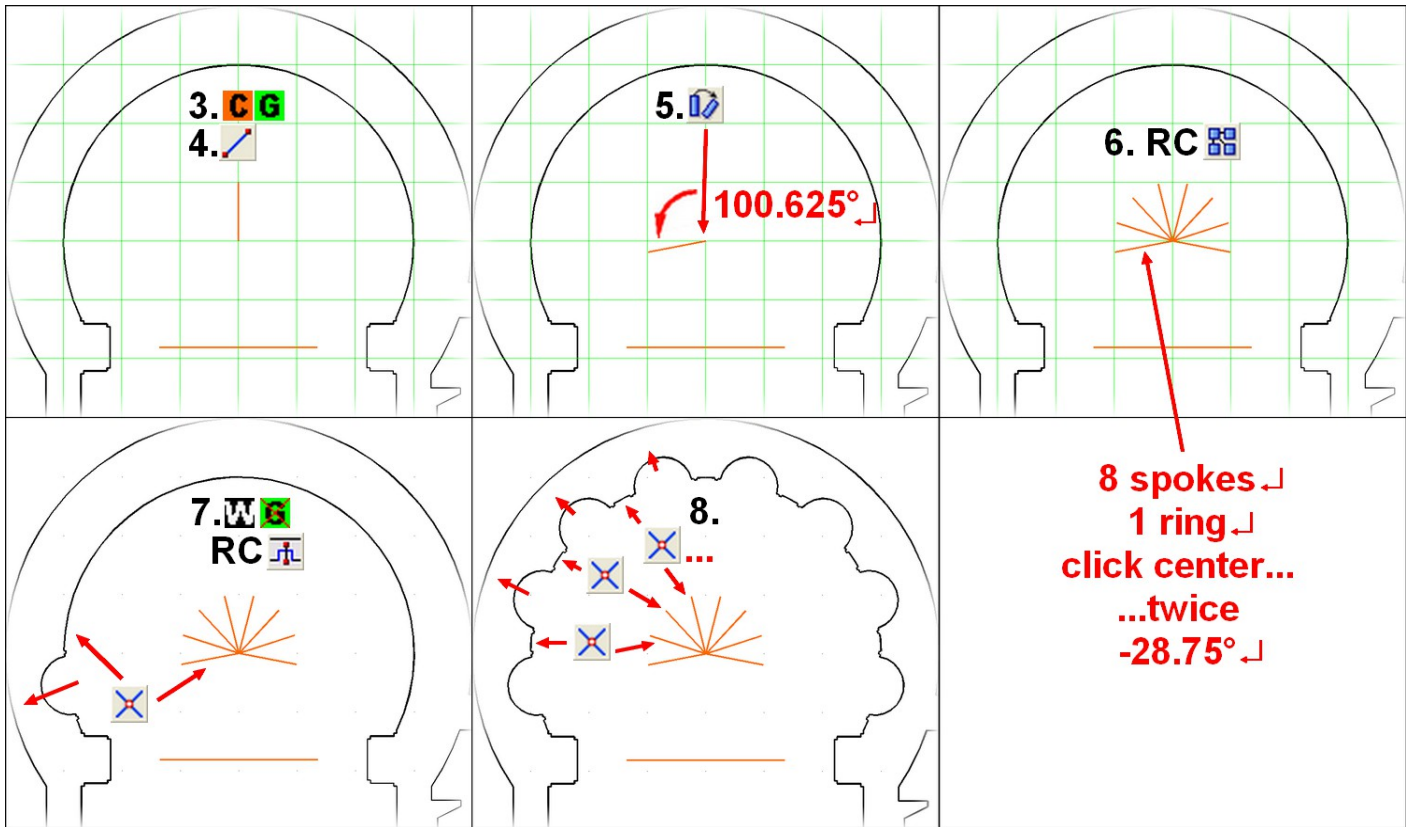 3. C G
4.
5.
100.625°
6. RC
7. W G
RC
8.
...
8 spokes
1 ring
click center...
...twice
-28.75°